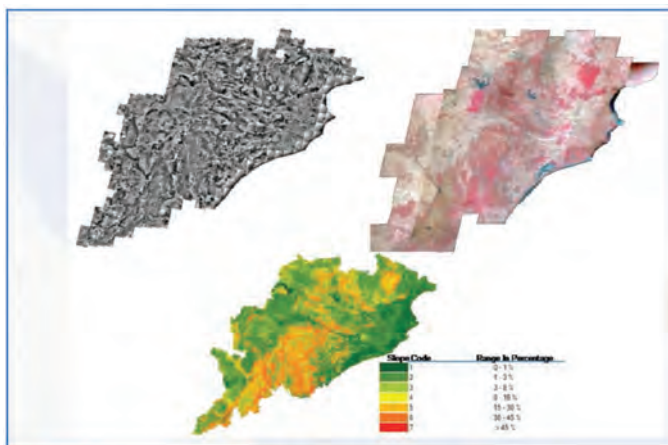 Slope Code Range In Percentage
1 0 - 1 %
2 1 - 3 %
3 3 - 8 %
4 8 - 15 %
5 15 - 30 %
6 30 - 45 %
7 >45%